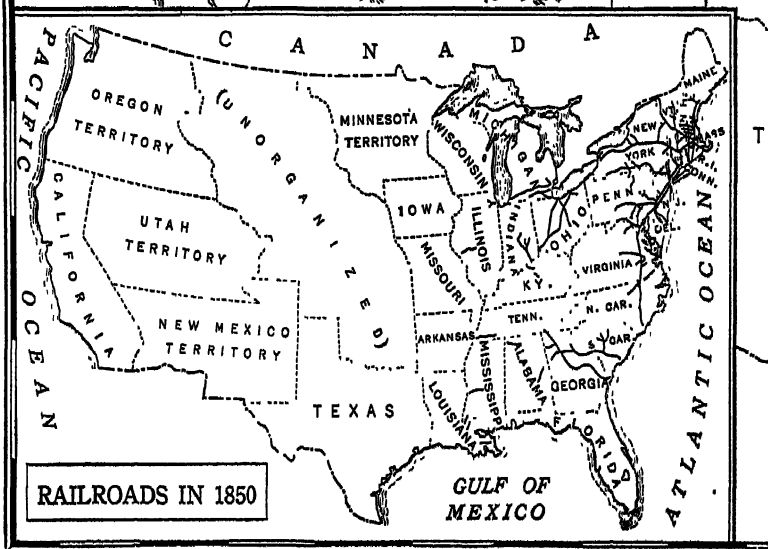 CANADA
PACIFIC OCEAN
OREGON
TERRITORY
(UNORGANIZED)
MINNESOTA
TERRITORY
WISCONSIN
MICHIGAN
MAINE
NEW
YORK
MASS
R.I.
CONN.
N.J.
DEL.
PENN.
OHIO
INDIANA
ILLINOIS
IOWA
UTAH
TERRITORY
CALIFORNIA
MISSOURI
KY.
VIRGINIA
NEW MEXICO
TERRITORY
ARKANSAS
TENN.
N. CAR.
S. CAR.
MISSISSIPPI
ALABAMA
GEORGIA
TEXAS
LOUISIANA
FLORIDA
ATLANTIC OCEAN
GULF OF
MEXICO
RAILROADS IN 1850
T